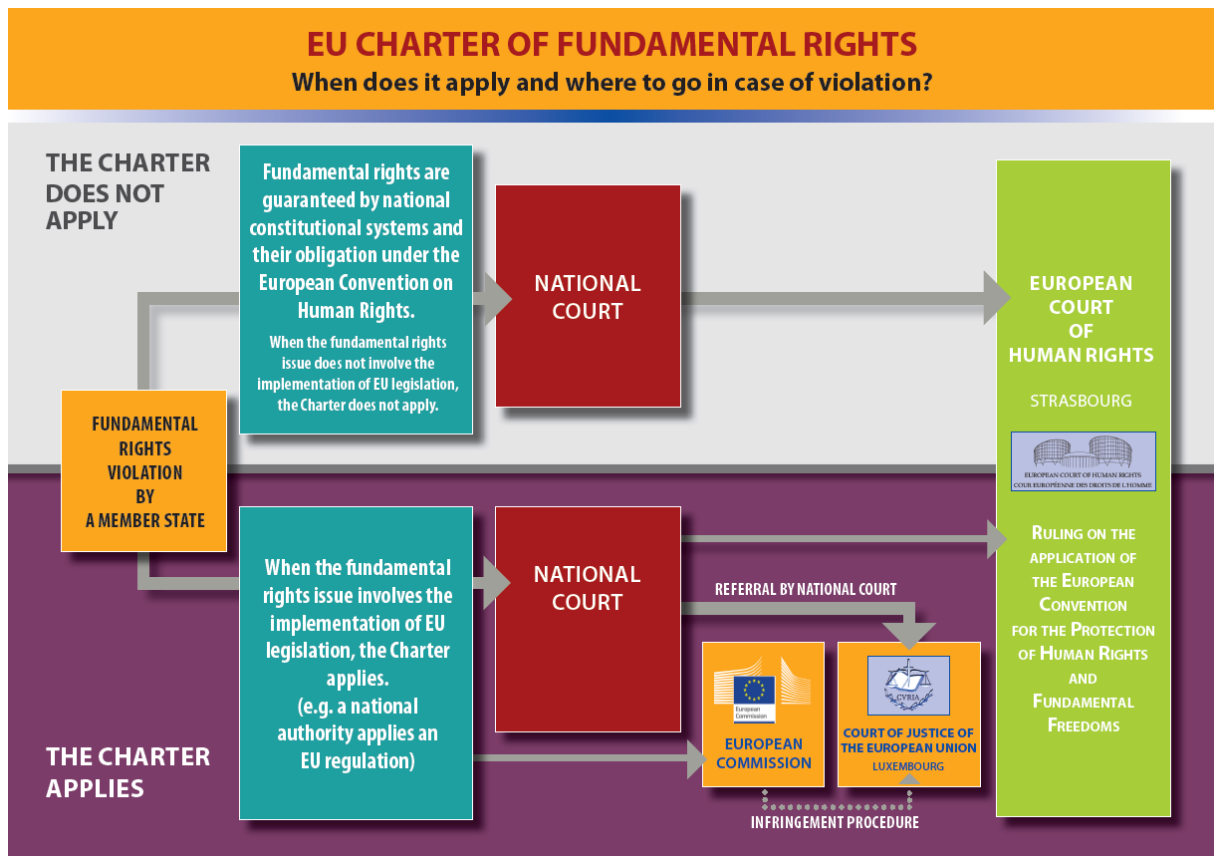 EU CHARTER OF FUNDAMENTAL RIGHTS
When does it apply and where to go in case of violation?
THE CHARTER
DOES NOT
APPLY
Fundamental rights are
guaranteed by national
constitutional systems and
their obligation under the
European Convention on
Human Rights.
When the fundamental rights
issue does not involve the
implementation of EU legislation,
the Charter does not apply.
NATIONAL
COURT
EUROPEAN
COURT
OF
HUMAN RIGHTS
STRASBOURG
EUROPEAN COURT OF HUMAN RIGHTS
COUR EUROPÉENNE DES DROITS DE L'HOMME
RULING ON THE
APPLICATION OF
THE EUROPEAN
CONVENTION
FOR THE PROTECTION
OF HUMAN RIGHTS
AND
FUNDAMENTAL
FREEDOMS
FUNDAMENTAL
RIGHTS
VIOLATION
BY
A MEMBER STATE
THE CHARTER
APPLIES
When the fundamental
rights issue involves the
implementation of EU
legislation, the Charter
applies.
(e.g. a national
authority applies an
EU regulation)
NATIONAL
COURT
REFERRAL BY NATIONAL COURT
European
Commission
EUROPEAN
COMMISSION
CVRIA
COURT OF JUSTICE OF
THE EUROPEAN UNION
LUXEMBOURG
INFRINGEMENT PROCEDURE